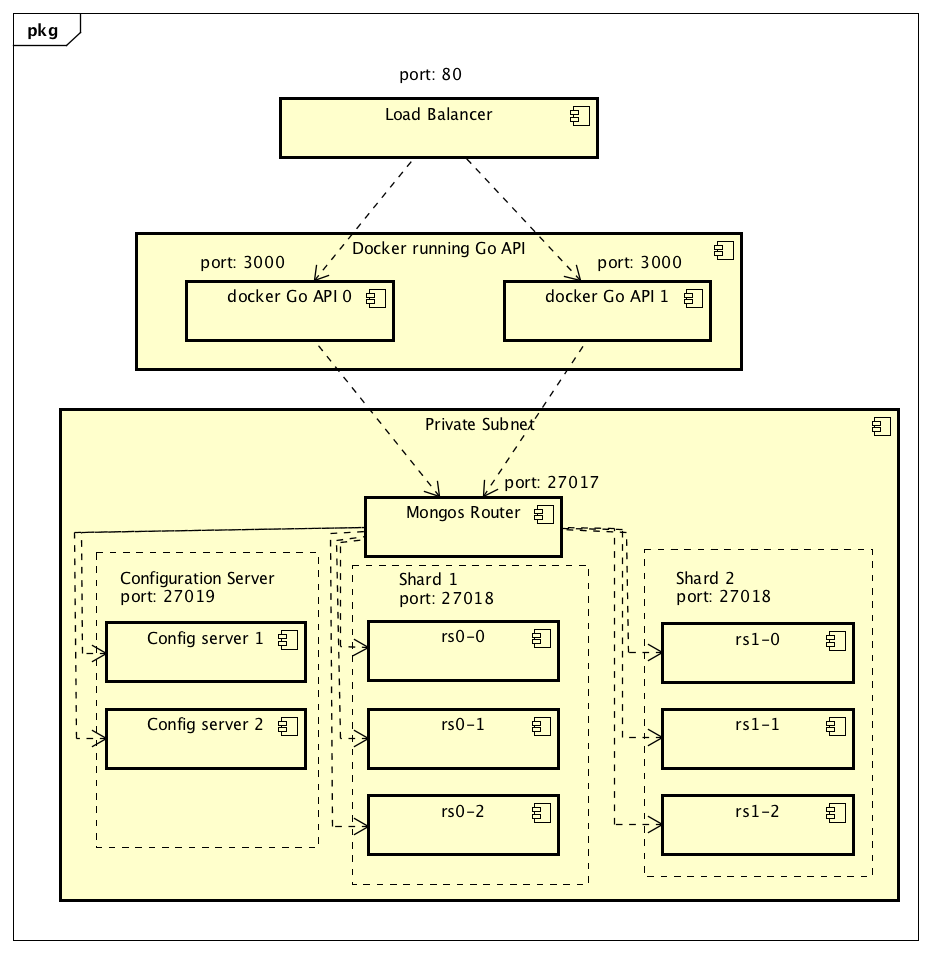 pkg
port: 80
Load Balancer
Docker running Go API
port: 3000
port: 3000
docker Go API 0
docker Go API 1
Private Subnet
port: 27017
Mongos Router
Configuration Server
port: 27019
Config server 1
Config server 2
Shard 1
port: 27018
rs0-0
rs0-1
rs0-2
Shard 2
port: 27018
rs1-0
rs1-1
rs1-2